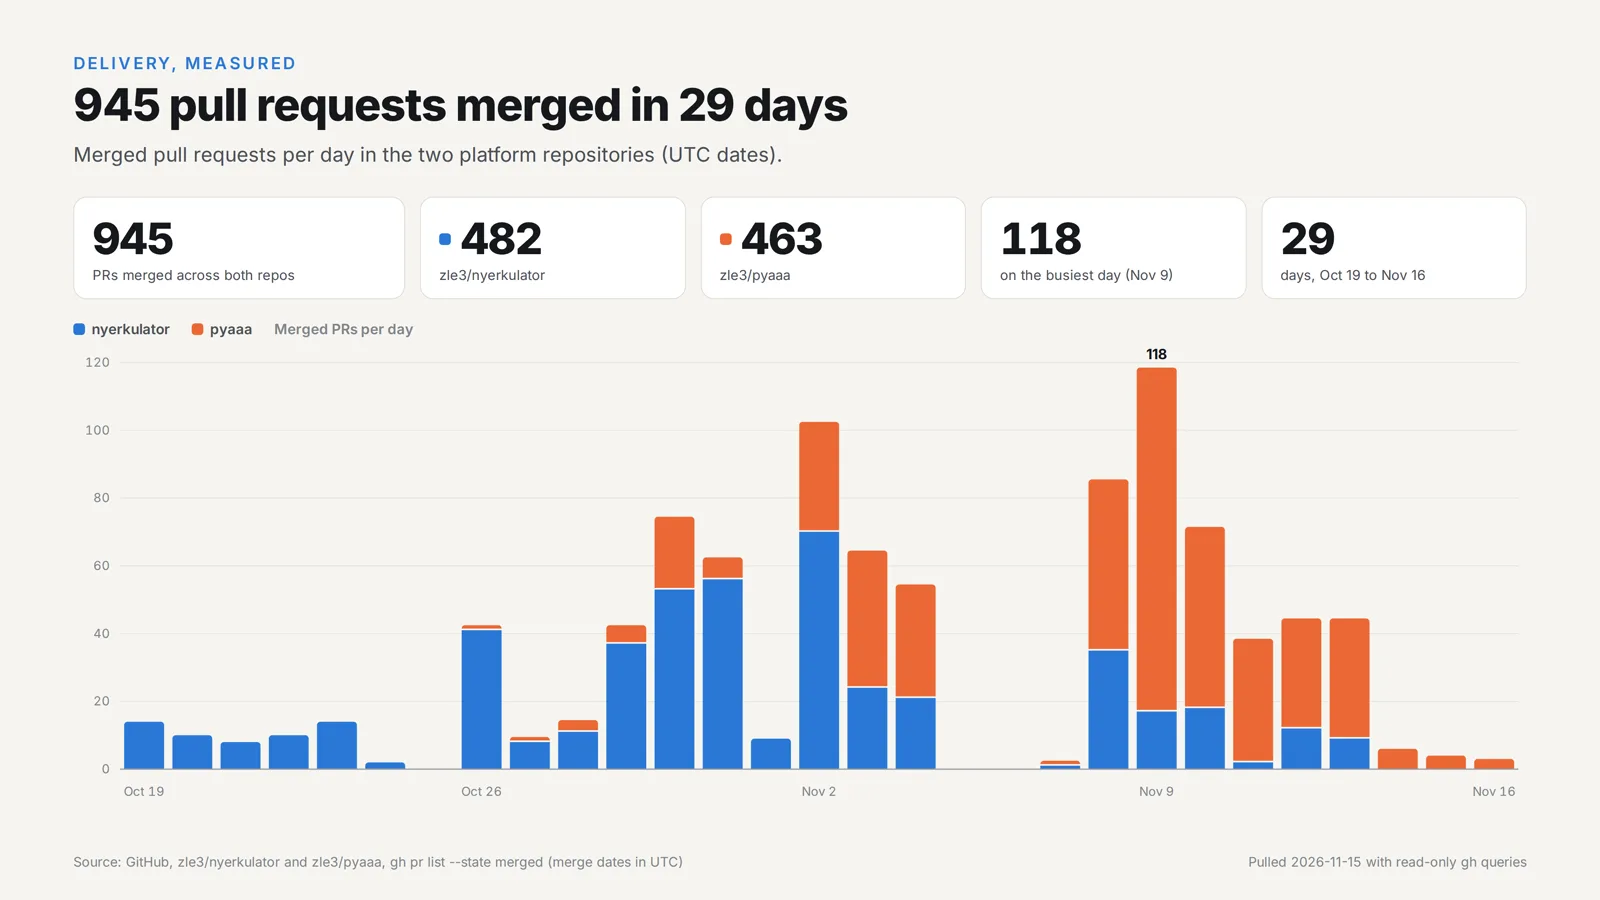 DELIVERY, MEASURED
945 pull requests merged in 29 days
Merged pull requests per day in the two platform repositories (UTC dates).
945
PRs merged across both repos
482
zle3/nyerkulator
463
zle3/pyaaa
118
on the busiest day (Nov 9)
29
days, Oct 19 to Nov 16
nyerkulator pyaaa Merged PRs per day
118
120
100
80
60
40
20
0
Oct 19 Oct 26 Nov 2 Nov 9 Nov 16
Source: GitHub, zle3/nyerkulator and zle3/pyaaa, gh pr list --state merged (merge dates in UTC)
Pulled 2026-11-15 with read-only gh queries